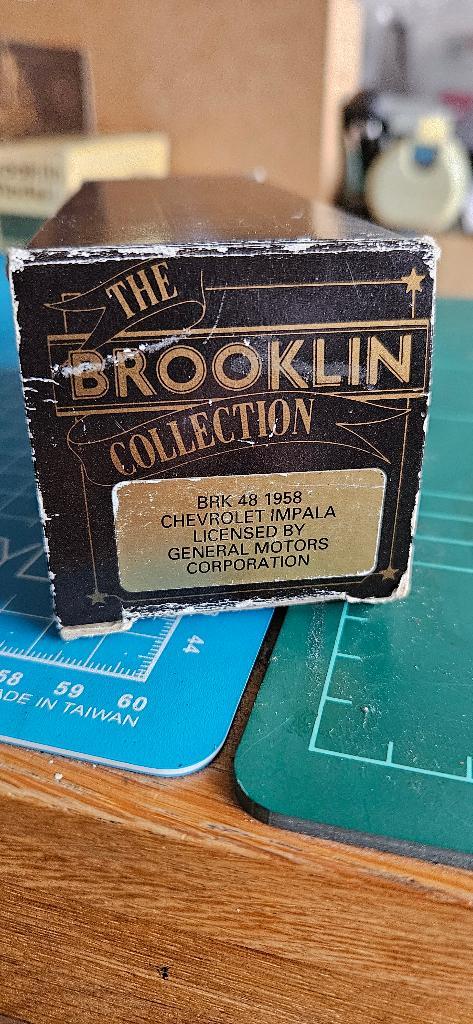 THE
BROOKLIN
COLLECTION
BRK 48 1958
CHEVROLET IMPALA
LICENSED BY
GENERAL MOTORS
CORPORATION
44
58 59 60
ADE IN TAIWAN